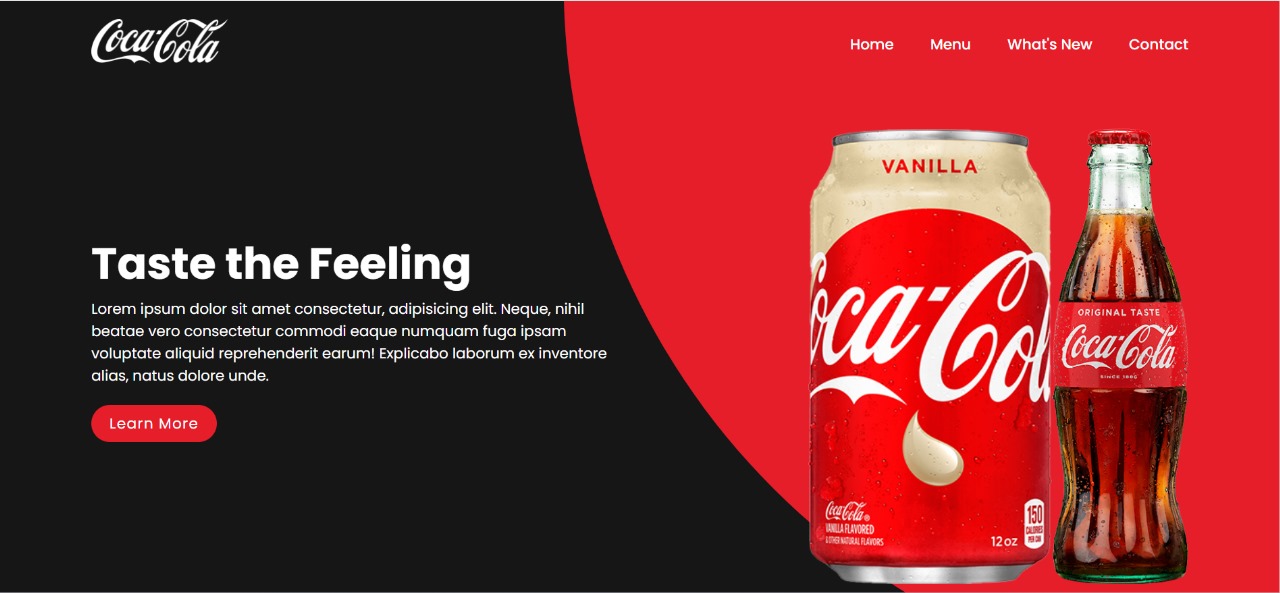 Coca-Cola
Home Menu What's New Contact
Taste the Feeling
Lorem ipsum dolor sit amet consectetur, adipisicing elit. Neque, nihil
beatae vero consectetur commodi eaque numquam fuga ipsam
voluptate aliquid reprehenderit earum! Explicabo laborum ex inventore
alias, natus dolore unde.
Learn More
VANILLA
Coca-Col
Coca-Cola®
VANILLA FLAVORED
& OTHER NATURAL FLAVORS
12 oz
150
CALORIES
PER CAN
ORIGINAL TASTE
Coca-Cola
SINCE 1886